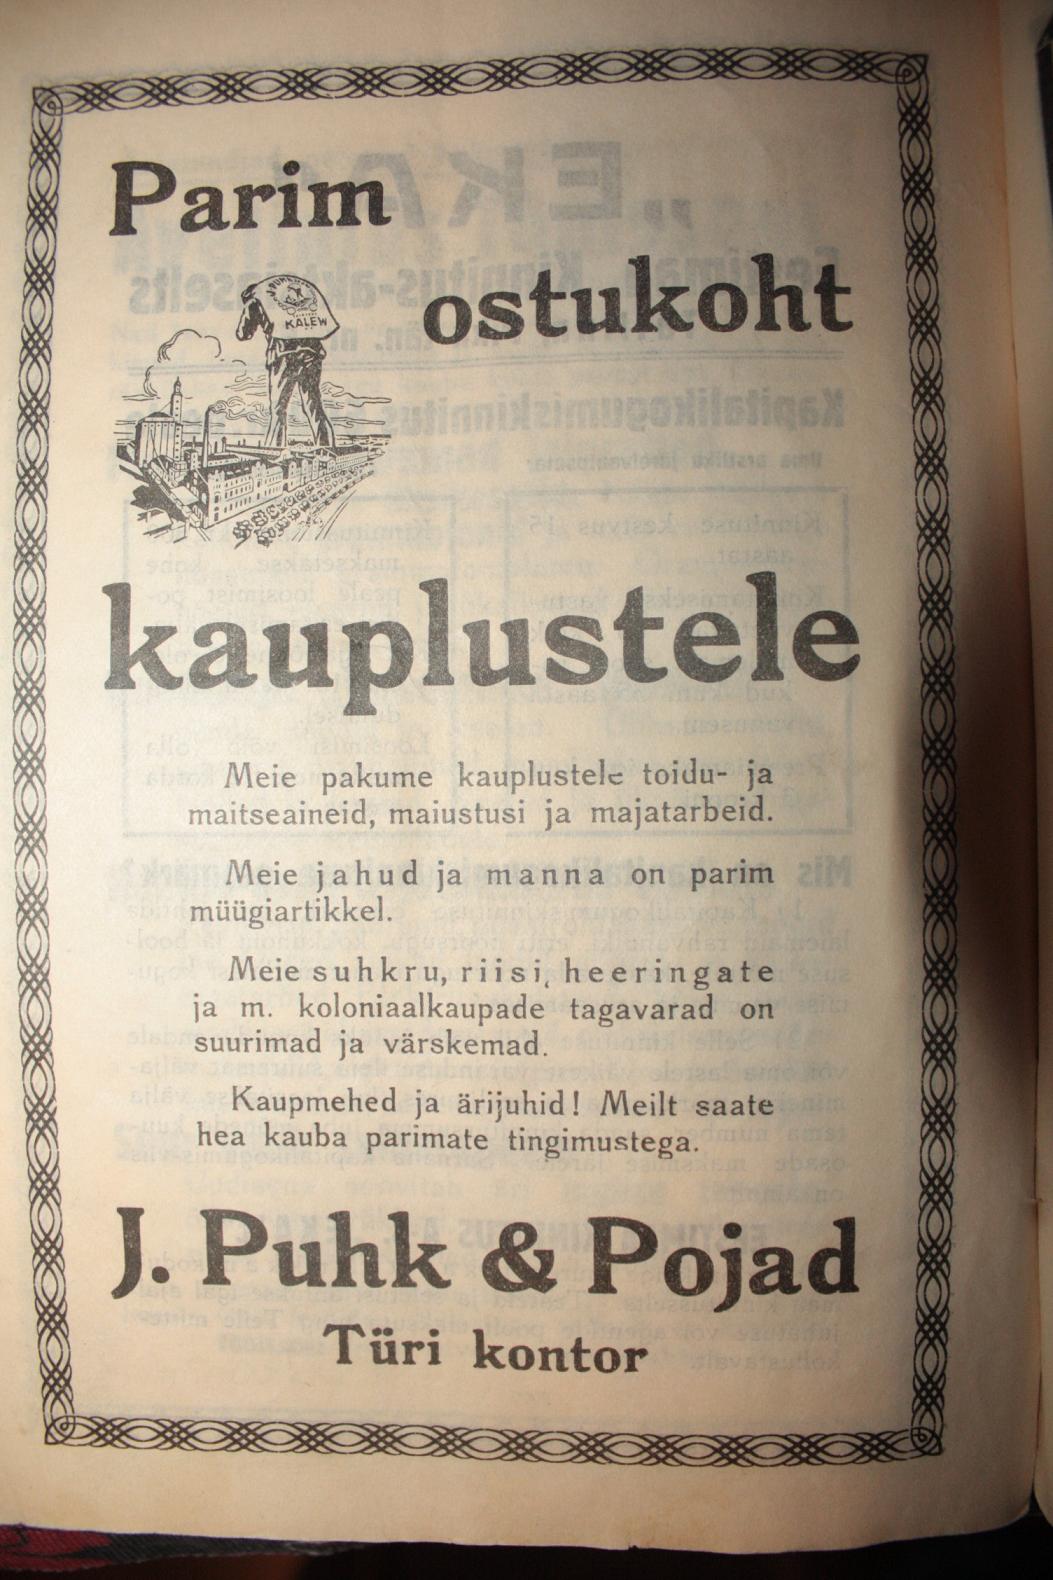 Parim
ostukoht
KALEW
kauplustele
Meie pakume kauplustele toidu- ja
maitseaineid, maiustusi ja majatarbeid.
Meie jahud ja manna on parim
müügiartikkel.
Meie suhkru, riisi, heeringate
ja m. koloniaalkaupade tagavarad on
suurimad ja värskemad.
Kaupmehed ja ärijuhid! Meilt saate
hea kauba parimate tingimustega.
J. Puhk & Pojad
Türi kontor